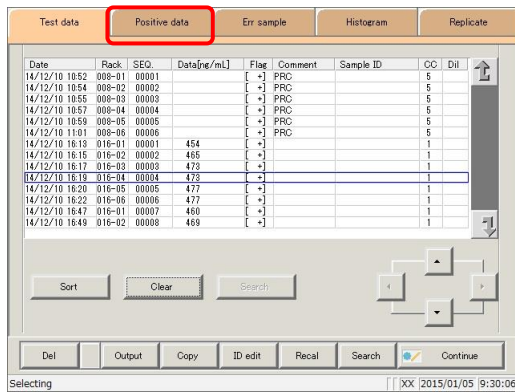 Test data Positive data Err sample Histogram Replicate
Date Rack SEQ. Data[ng/mL] Flag Comment Sample ID CC Dil
14/12/10 10:52 008-01 00001 [ +] PRC 5
14/12/10 10:54 008-02 00002 [ +] PRC 5
14/12/10 10:55 008-03 00003 [ +] PRC 5
14/12/10 10:57 008-04 00004 [ +] PRC 5
14/12/10 10:59 008-05 00005 [ +] PRC 5
14/12/10 11:01 008-06 00006 [ +] PRC 5
14/12/10 16:13 016-01 00001 454 [ +] 1
14/12/10 16:15 016-02 00002 465 [ +] 1
14/12/10 16:17 016-03 00003 473 [ +] 1
14/12/10 16:19 016-04 00004 473 [ +] 1
14/12/10 16:20 016-05 00005 477 [ +] 1
14/12/10 16:22 016-06 00006 477 [ +] 1
14/12/10 16:47 016-01 00007 460 [ +] 1
14/12/10 16:49 016-02 00008 469 [ +] 1
Sort Clear Search
Del Output Copy ID edit Recal Search Continue
Selecting XX 2015/01/05 9:30:06